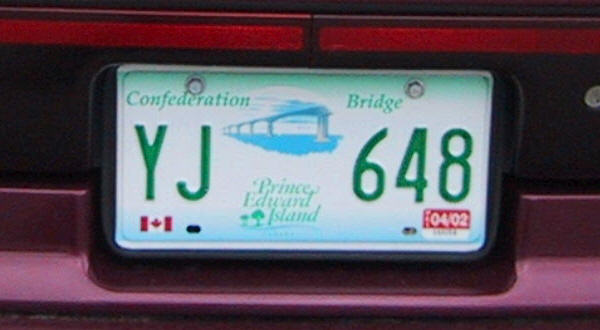 Confederation Bridge
YJ 648
Prince
Edward
Island
04/02